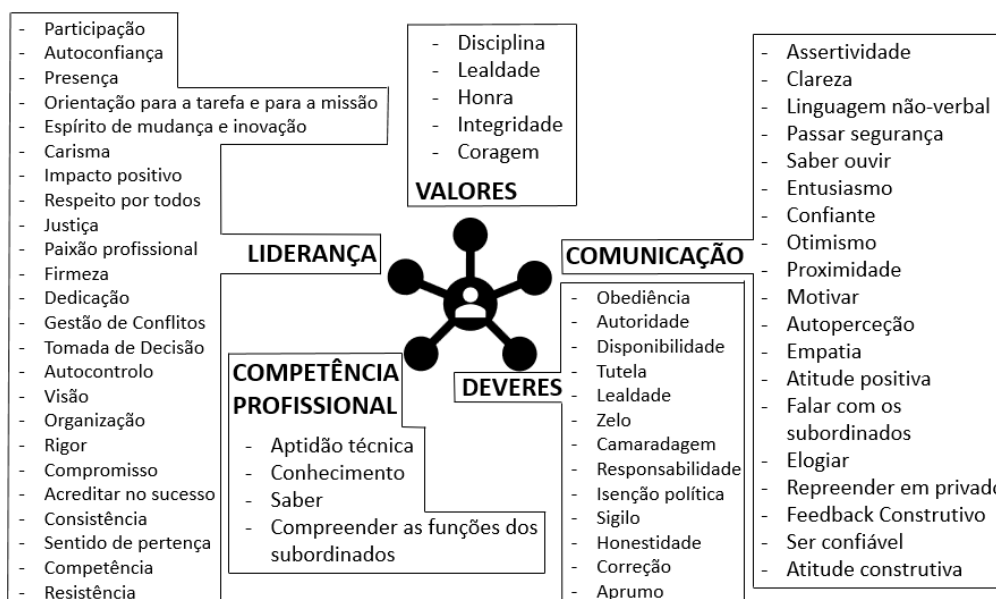 - Participação
- Autoconfiança
- Presença
- Orientação para a tarefa e para a missão
- Espírito de mudança e inovação
- Carisma
- Impacto positivo
- Respeito por todos
- Justiça
- Paixão profissional
- Firmeza
- Dedicação
- Gestão de Conflitos
- Tomada de Decisão
- Autocontrolo
- Visão
- Organização
- Rigor
- Compromisso
- Acreditar no sucesso
- Consistência
- Sentido de pertença
- Competência
- Resistência
LIDERANÇA
- Disciplina
- Lealdade
- Honra
- Integridade
- Coragem
VALORES
COMPETÊNCIA
PROFISSIONAL
- Aptidão técnica
- Conhecimento
- Saber
- Compreender as funções dos
subordinados
DEVERES
- Obediência
- Autoridade
- Disponibilidade
- Tutela
- Lealdade
- Zelo
- Camaradagem
- Responsabilidade
- Isenção política
- Sigilo
- Honestidade
- Correção
- Aprumo
COMUNICAÇÃO
- Assertividade
- Clareza
- Linguagem não-verbal
- Passar segurança
- Saber ouvir
- Entusiasmo
- Confiante
- Otimismo
- Proximidade
- Motivar
- Autoperceção
- Empatia
- Atitude positiva
- Falar com os
subordinados
- Elogiar
- Repreender em privado
- Feedback Construtivo
- Ser confiável
- Atitude construtiva